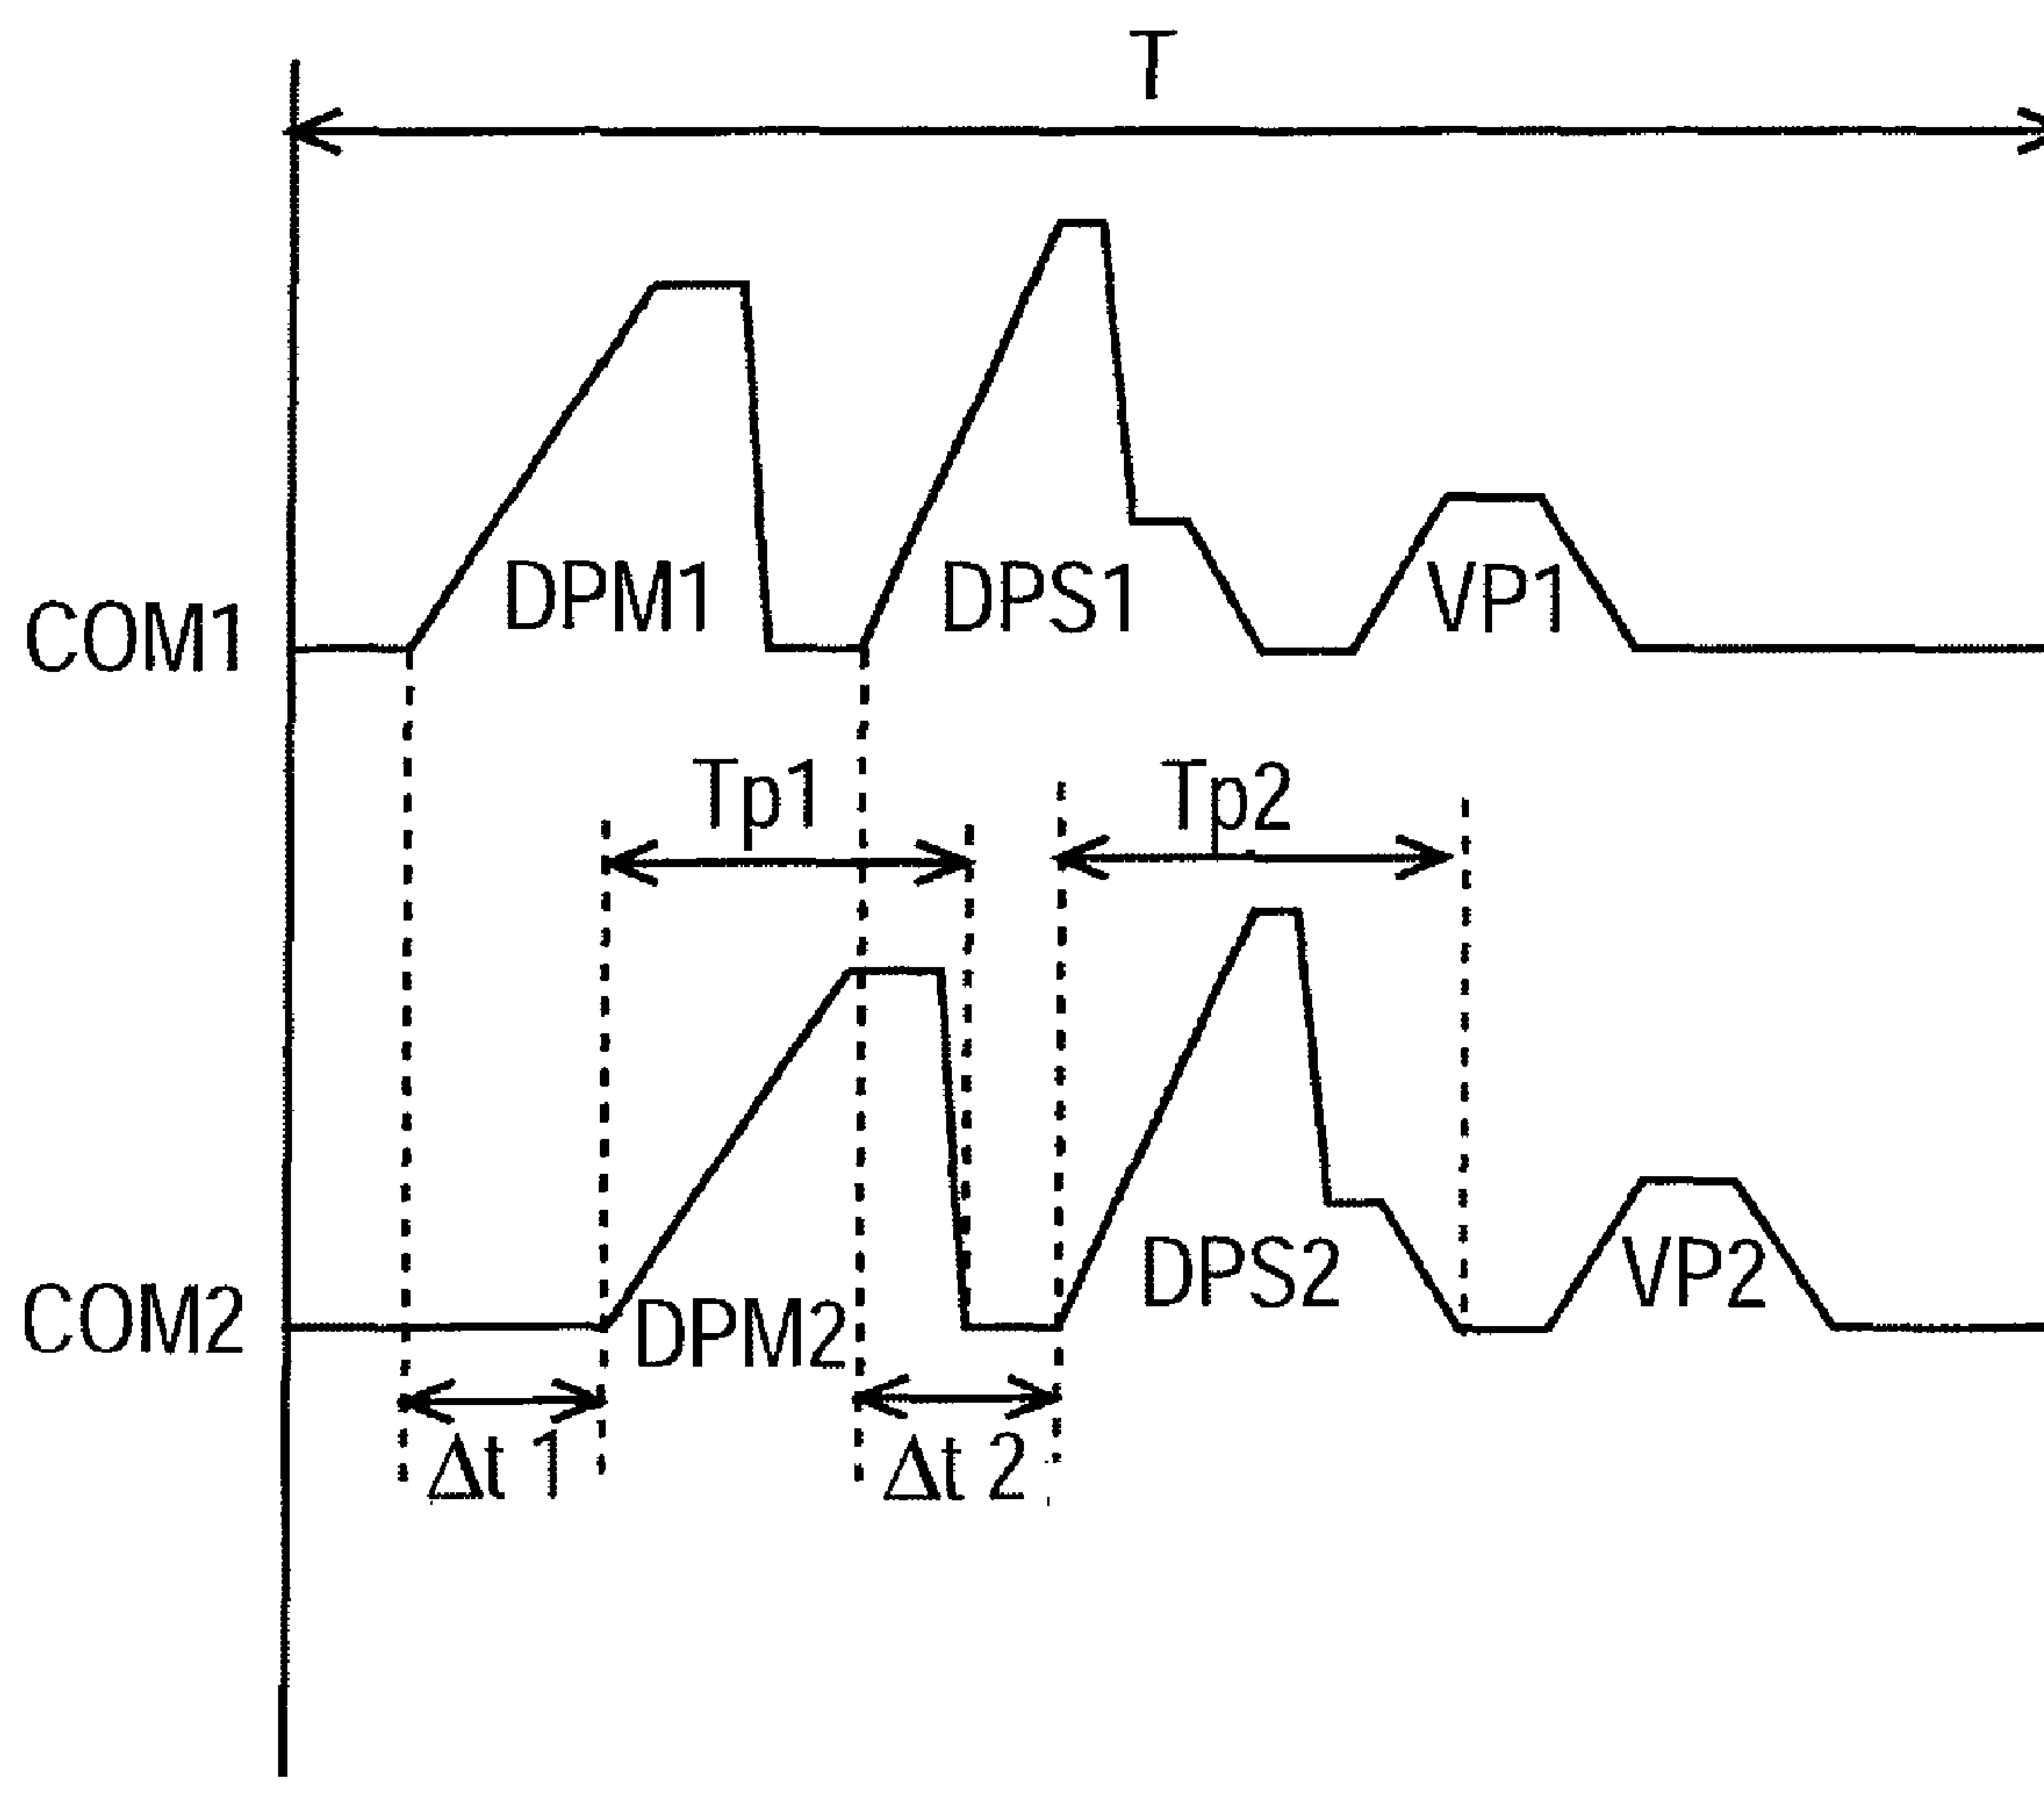 T
DPM1
DPS1
VP1
COM1
Tp1
Tp2
DPS2
VP2
COM2
DPM2
Δt 1
Δt 2